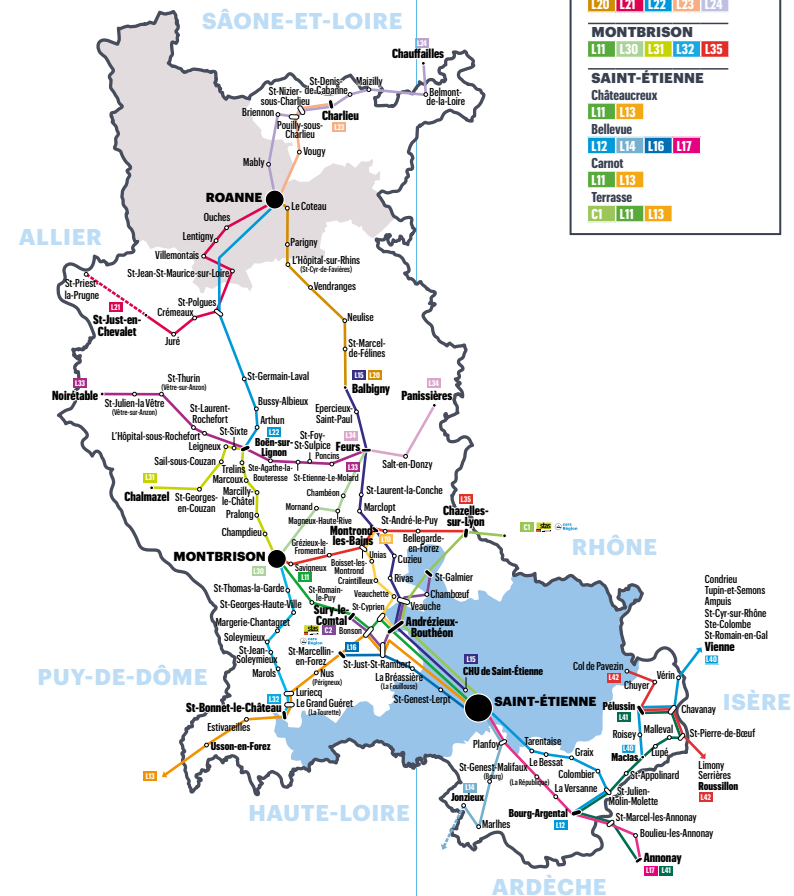 L20 L21 L22 L23 L24
MONTBRISON
L11 L30 L31 L32 L35
SAINT-ÉTIENNE
Châteaucreux
L11 L13
Bellevue
L12 L14 L16 L17
Carnot
L11 L13
Terrasse
C1 L11 L13
SÂONE-ET-LOIRE
L24
Chauffailles
St-Denis-
de-Cabanne
Maizilly
St-Nizier-
sous-Charlieu
Belmont-
de-la-Loire
Briennon
Charlieu
L23
Pouilly-sous-
Charlieu
Vougy
Mably
ROANNE
Le Coteau
Ouches
ALLIER
Lentigny
Parigny
Villemontais
L'Hôpital-sur-Rhins
(St-Cyr-de-Favières)
St-Jean-St-Maurice-sur-Loire
St-Priest-
la-Prugne
Vendranges
L21
St-Polgues
St-Just-en-
Chevalet
Crémeaux
Neulise
Juré
St-Marcel-
de-Félines
L15 L20
Balbigny
L33
Noirétable
St-Thurin
(Vêtre-sur-Anzon)
St-Germain-Laval
L34
Panissières
St-Julien-la Vêtre
(Vêtre-sur-Anzon)
Bussy-Albieux
St-Laurent-
Rochefort
Arthun
Epercieux-
Saint-Paul
L22
L'Hôpital-sous-Rochefort
St-Sixte
Boën-sur-
Lignon
St-Foy-
St-Sulpice
L34
Feurs
L33
Leigneux
Poncins
Sail-sous-Couzan
Trelins
Ste-Agathe-la-
Bouteresse
St-Etienne-Le-Molard
Salt-en-Donzy
L31
Chalmazel
St-Georges-
en-Couzan
Marcoux
Marcilly-
le-Châtel
Chambéon
St-Laurent-la-Conche
Pralong
Mornand
Marclopt
L35
Chazelles-
sur-Lyon
Magneux-Haute-Rive
St-André-le-Puy
C1
Champdieu
Montrond-
les-Bains
L10
Bellegarde-
en-Forez
RHÔNE
Grézieux-le-
Fromental
MONTBRISON
L30
Savigneux
L11
Boisset-les-
Montrond
Unias
Cuzieu
Craintilleux
Rivas
St-Galmier
St-Thomas-la-Garde
St-Romain-
le-Puy
Veauchette
Chambœuf
St-Georges-Haute-Ville
Sury-le-
Comtal
St-Cyprien
Veauche
Margerie-Chantagret
C2
Bonson
Andrézieux-
Bouthéon
Soleymieux
L16
St-Jean-
Soleymieux
St-Marcellin-
en-Forez
St-Just-St-Rambert
L15
CHU de Saint-Étienne
Marols
Nus
(Périgneux)
La Bréassière
(La Fouillouse)
PUY-DE-DÔME
L32
Luriecq
St-Genest-Lerpt
SAINT-ÉTIENNE
St-Bonnet-le-Château
Le Grand Guéret
(La Tourette)
Estivareilles
Usson-en-Forez
L13
Condrieu
Tupin-et-Semons
Ampuis
St-Cyr-sur-Rhône
Ste-Colombe
St-Romain-en-Gal
Vienne
L40
Col de Pavezin
L42
Vérin
Chuyer
ISÈRE
Pélussin
L41
Chavanay
Malleval
St-Pierre-de-Bœuf
Roisey
L40
Macias
Lupé
Limony
Serrières
Roussillon
L42
St-Appolinard
Planfoy
Tarentaise
Graix
Le Bessat
St-Genest-Malifaux
(Bourg)
Colombier
(La République)
La Versanne
St-Julien-
Molin-Molette
L14
Jonzieux
Bourg-Argental
L12
St-Marcel-les-Annonay
Marlhes
Boulieu-les-Annonay
HAUTE-LOIRE
Annonay
L17 L41
ARDÈCHE